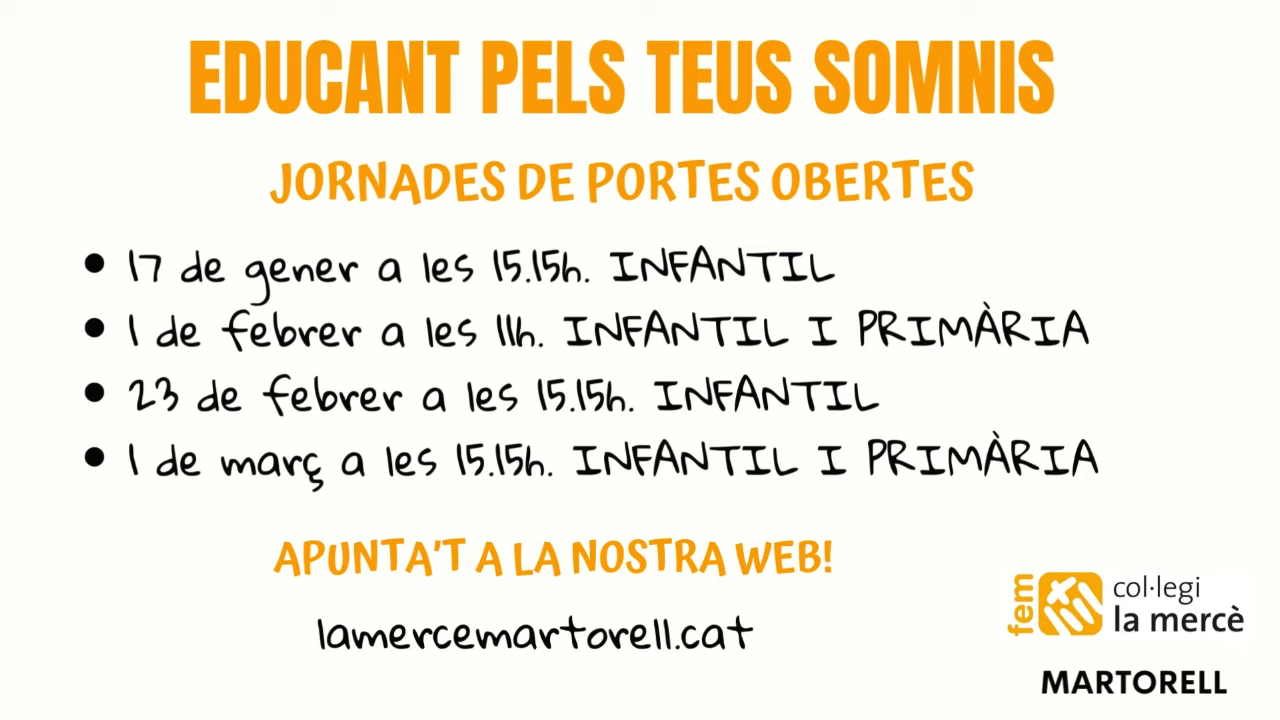 EDUCANT PELS TEUS SOMNIS
JORNADES DE PORTES OBERTES
• 17 de gener a les 15.15h. INFANTIL
• 1 de febrer a les 11h. INFANTIL I PRIMÀRIA
• 23 de febrer a les 15.15h. INFANTIL
• 1 de març a les 15.15h. INFANTIL I PRIMÀRIA
APUNTA'T A LA NOSTRA WEB!
lamercemartorell.cat
fem
col·legi
la mercè
MARTORELL